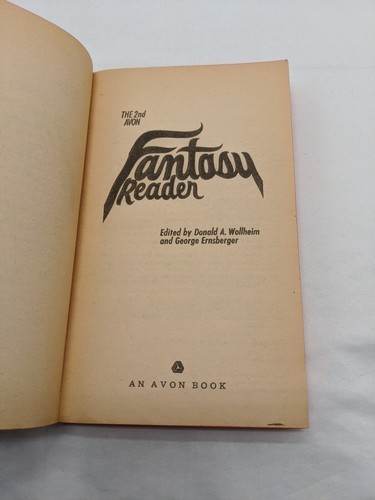 THE 2nd
AVON
Fantasy
Reader
Edited by Donald A. Wollheim
and George Ernsberger
AN AVON BOOK